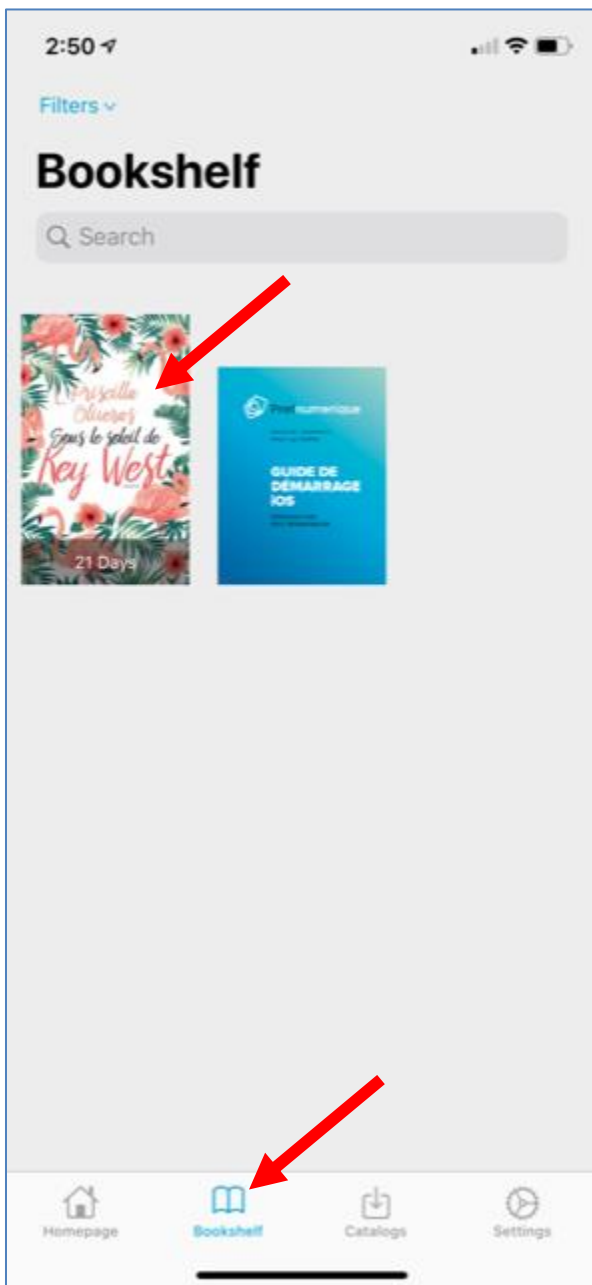 2:50
Filters
Bookshelf
Search
Priscilla
Oliveras
Sous le soleil de
Key West
21 Days
Pretnumerique
GUIDE DE
DÉMARRAGE
iOS
Homepage
Bookshelf
Catalogs
Settings